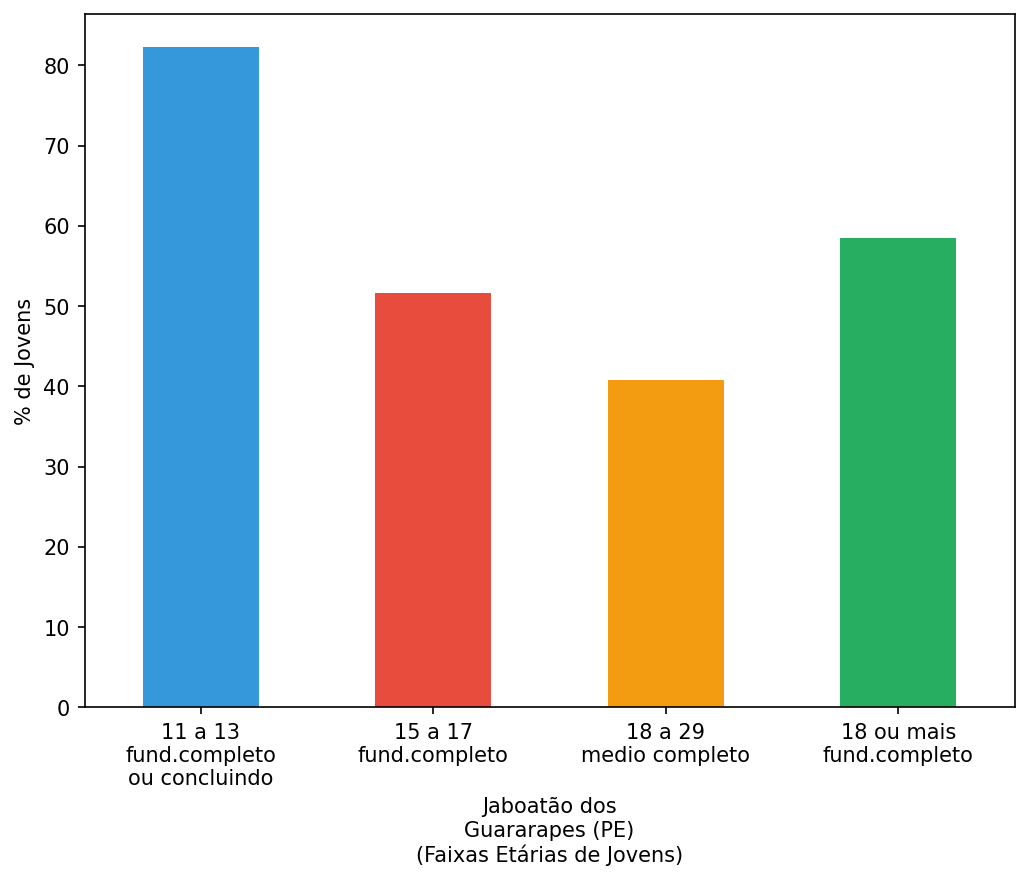 % de Jovens
80
70
60
50
40
30
20
10
0
11 a 13
fund.completo
ou concluindo
15 a 17
fund.completo
18 a 29
medio completo
18 ou mais
fund.completo
Jaboatão dos
Guararapes (PE)
(Faixas Etárias de Jovens)